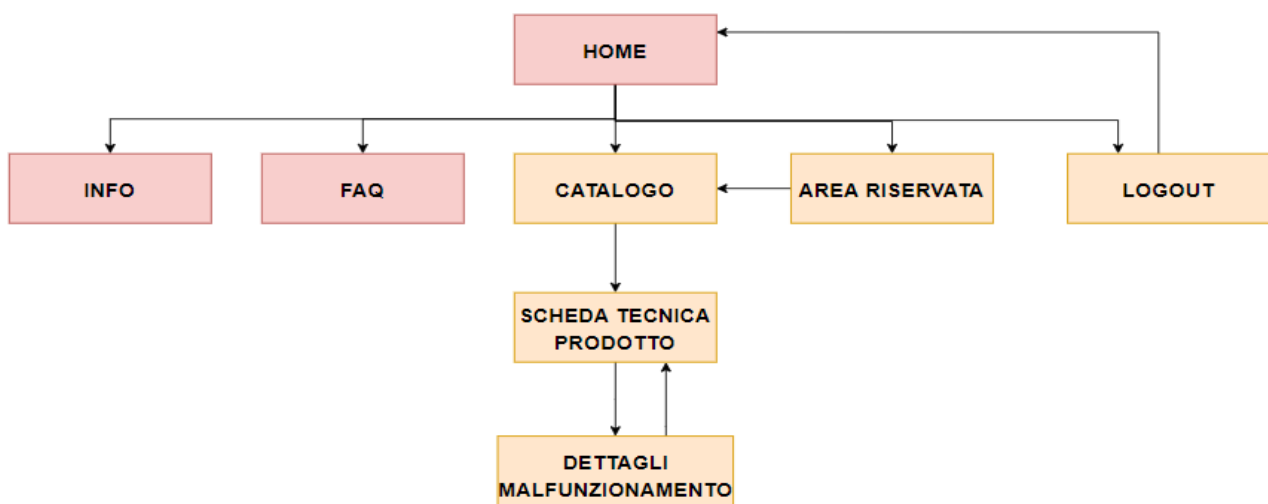 HOME
INFO
FAQ
CATALOGO
AREA RISERVATA
LOGOUT
SCHEDA TECNICA
PRODOTTO
DETTAGLI
MALFUNZIONAMENTO